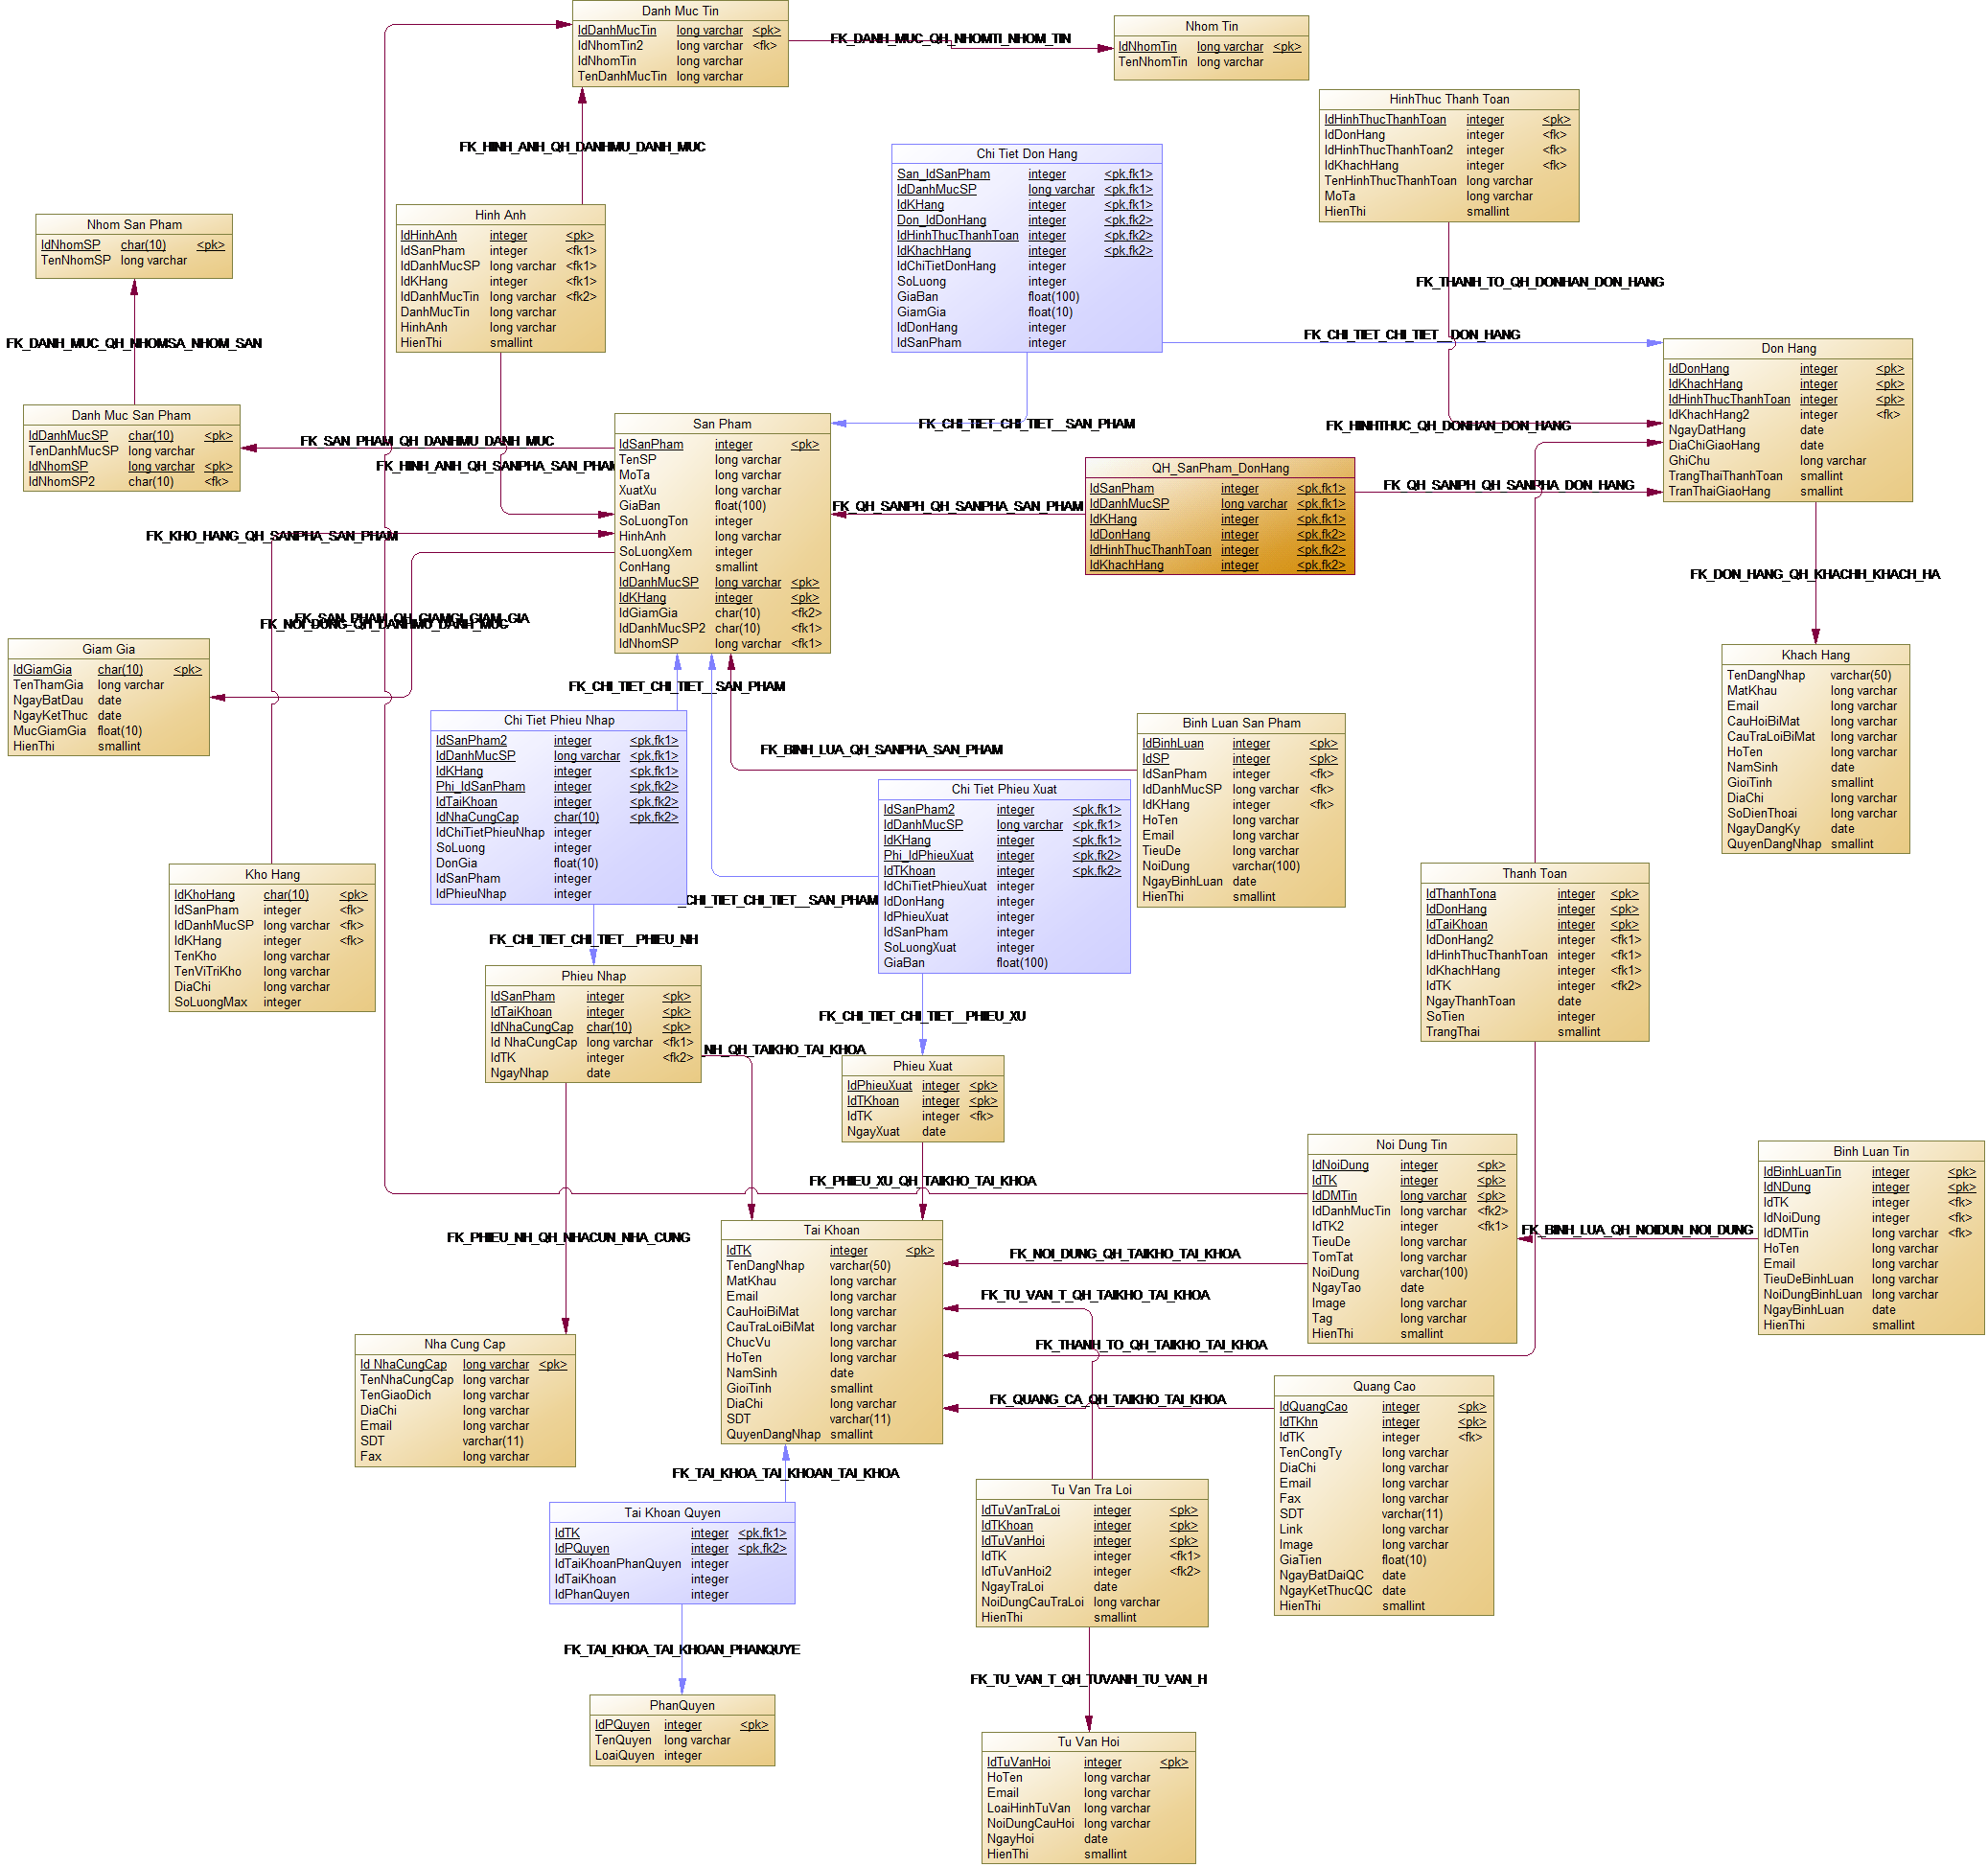 Danh Muc Tin
IdDanhMucTin long varchar <pk>
IdNhomTin2 long varchar <fk>
IdNhomTin long varchar
TenDanhMucTin long varchar
FK_DANH_MUC_QH_NHOMTI_NHOM_TIN
Nhom Tin
IdNhomTin long varchar <pk>
TenNhomTin long varchar
HinhThuc Thanh Toan
IdHinhThucThanhToan integer <pk>
IdDonHang integer <fk>
IdHinhThucThanhToan2 integer <fk>
IdKhachHang integer <fk>
TenHinhThucThanhToan long varchar
MoTa long varchar
HienThi smallint
FK_HINH_ANH_QH_DANHMU_DANH_MUC
Chi Tiet Don Hang
San_IdSanPham integer <pk,fk1>
IdDanhMucSP long varchar <pk,fk1>
IdKHang integer <pk,fk1>
Don_IdDonHang integer <pk,fk2>
IdHinhThucThanhToan integer <pk,fk2>
IdKhachHang integer <pk,fk2>
IdChiTietDonHang integer
SoLuong integer
GiaBan float(100)
GiamGia float(10)
IdDonHang integer
IdSanPham integer
Nhom San Pham
IdNhomSP char(10) <pk>
TenNhomSP long varchar
Hinh Anh
IdHinhAnh integer <pk>
IdSanPham integer <fk1>
IdDanhMucSP long varchar <fk1>
IdKHang integer <fk1>
IdDanhMucTin long varchar <fk2>
DanhMucTin long varchar
HinhAnh long varchar
HienThi smallint
FK_THANH_TO_QH_DONHAN_DON_HANG
FK_DANH_MUC_QH_NHOMSA_NHOM_SAN
FK_CHI_TIET_CHI_TIET__DON_HANG
Don Hang
IdDonHang integer <pk>
IdKhachHang integer <pk>
IdHinhThucThanhToan integer <pk>
IdKhachHang2 integer <fk>
NgayDatHang date
DiaChiGiaoHang date
GhiChu long varchar
TrangThaiThanhToan smallint
TranThaiGiaoHang smallint
Danh Muc San Pham
IdDanhMucSP char(10) <pk>
TenDanhMucSP long varchar
IdNhomSP long varchar <pk>
IdNhomSP2 char(10) <fk>
FK_SAN_PHAM_QH_DANHMU_DANH_MUC
FK_HINH_ANH_QH_SANPHA_SAN_PHAM
San Pham
IdSanPham integer <pk>
TenSP long varchar
MoTa long varchar
XuatXu long varchar
GiaBan float(100)
SoLuongTon integer
HinhAnh long varchar
SoLuongXem integer
ConHang smallint
IdDanhMucSP long varchar <pk>
IdKHang integer <pk>
IdGiamGia char(10) <fk2>
IdDanhMucSP2 char(10) <fk1>
IdNhomSP long varchar <fk1>
FK_CHI_TIET_CHI_TIET__SAN_PHAM
FK_HINHTHUC_QH_DONHAN_DON_HANG
QH_SanPham_DonHang
IdSanPham integer <pk,fk1>
IdDanhMucSP long varchar <pk,fk1>
IdKHang integer <pk,fk1>
IdDonHang integer <pk,fk2>
IdHinhThucThanhToan integer <pk,fk2>
IdKhachHang integer <pk,fk2>
FK_QH_SANPH_QH_SANPHA_DON_HANG
FK_QH_SANPH_QH_SANPHA_SAN_PHAM
FK_KHO_HANG_QH_SANPHA_SAN_PHAM
FK_DON_HANG_QH_KHACHH_KHACH_HA
FK_SAN_PHAM_QH_GIAMGI_GIAM_GIA
FK_NOI_DUNG_QH_DANHMU_DANH_MUC
Giam Gia
IdGiamGia char(10) <pk>
TenThamGia long varchar
NgayBatDau date
NgayKetThuc date
MucGiamGia float(10)
HienThi smallint
Khach Hang
TenDangNhap varchar(50)
MatKhau long varchar
Email long varchar
CauHoiBiMat long varchar
CauTraLoiBiMat long varchar
HoTen long varchar
NamSinh date
GioiTinh smallint
DiaChi long varchar
SoDienThoai long varchar
NgayDangKy date
QuyenDangNhap smallint
FK_CHI_TIET_CHI_TIET__SAN_PHAM
Chi Tiet Phieu Nhap
IdSanPham2 integer <pk,fk1>
IdDanhMucSP long varchar <pk,fk1>
IdKHang integer <pk,fk1>
Phi_IdSanPham integer <pk,fk2>
IdTaiKhoan integer <pk,fk2>
IdNhaCungCap char(10) <pk,fk2>
IdChiTietPhieuNhap integer
SoLuong integer
DonGia float(10)
IdSanPham integer
IdPhieuNhap integer
FK_BINH_LUA_QH_SANPHA_SAN_PHAM
Binh Luan San Pham
IdBinhLuan integer <pk>
IdSP integer <pk>
IdSanPham integer <fk>
IdDanhMucSP long varchar <fk>
IdKHang integer <fk>
HoTen long varchar
Email long varchar
TieuDe long varchar
NoiDung varchar(100)
NgayBinhLuan date
HienThi smallint
Chi Tiet Phieu Xuat
IdSanPham2 integer <pk,fk1>
IdDanhMucSP long varchar <pk,fk1>
IdKHang integer <pk,fk1>
Phi_IdPhieuXuat integer <pk,fk2>
IdTKhoan integer <pk,fk2>
IdChiTietPhieuXuat integer
IdDonHang integer
IdPhieuXuat integer
IdSanPham integer
SoLuongXuat integer
GiaBan float(100)
_CHI_TIET_CHI_TIET__SAN_PHAM
Kho Hang
IdKhoHang char(10) <pk>
IdSanPham integer <fk>
IdDanhMucSP long varchar <fk>
IdKHang integer <fk>
TenKho long varchar
TenViTriKho long varchar
DiaChi long varchar
SoLuongMax integer
Thanh Toan
IdThanhTona integer <pk>
IdDonHang integer <pk>
IdTaiKhoan integer <pk>
IdDonHang2 integer <fk1>
IdHinhThucThanhToan integer <fk1>
IdKhachHang integer <fk1>
IdTK integer <fk2>
NgayThanhToan date
SoTien integer
TrangThai smallint
FK_CHI_TIET_CHI_TIET__PHIEU_NH
Phieu Nhap
IdSanPham integer <pk>
IdTaiKhoan integer <pk>
IdNhaCungCap char(10) <pk>
Id NhaCungCap long varchar <fk1>
IdTK integer <fk2>
NgayNhap date
FK_CHI_TIET_CHI_TIET__PHIEU_XU
NH_QH_TAIKHO_TAI_KHOA
Phieu Xuat
IdPhieuXuat integer <pk>
IdTKhoan integer <pk>
IdTK integer <fk>
NgayXuat date
FK_PHIEU_XU_QH_TAIKHO_TAI_KHOA
Noi Dung Tin
IdNoiDung integer <pk>
IdTK integer <pk>
IdDMTin long varchar <pk>
IdDanhMucTin long varchar <fk2>
IdTK2 integer <fk1>
TieuDe long varchar
TomTat long varchar
NoiDung varchar(100)
NgayTao date
Image long varchar
Tag long varchar
HienThi smallint
FK_BINH_LUA_QH_NOIDUN_NOI_DUNG
Binh Luan Tin
IdBinhLuanTin integer <pk>
IdNDung integer <pk>
IdTK integer <fk>
IdNoiDung integer <fk>
IdDMTin long varchar <fk>
HoTen long varchar
Email long varchar
TieuDeBinhLuan long varchar
NoiDungBinhLuan long varchar
NgayBinhLuan date
HienThi smallint
FK_PHIEU_NH_QH_NHACUN_NHA_CUNG
Tai Khoan
IdTK integer <pk>
TenDangNhap varchar(50)
MatKhau long varchar
Email long varchar
CauHoiBiMat long varchar
CauTraLoiBiMat long varchar
ChucVu long varchar
HoTen long varchar
NamSinh date
GioiTinh smallint
DiaChi long varchar
SDT varchar(11)
QuyenDangNhap smallint
FK_NOI_DUNG_QH_TAIKHO_TAI_KHOA
FK_TU_VAN_T_QH_TAIKHO_TAI_KHOA
FK_THANH_TO_QH_TAIKHO_TAI_KHOA
FK_QUANG_CA_QH_TAIKHO_TAI_KHOA
Nha Cung Cap
Id NhaCungCap long varchar <pk>
TenNhaCungCap long varchar
TenGiaoDich long varchar
DiaChi long varchar
Email long varchar
SDT varchar(11)
Fax long varchar
Quang Cao
IdQuangCao integer <pk>
IdTKhn integer <pk>
IdTK integer <fk>
TenCongTy long varchar
DiaChi long varchar
Email long varchar
Fax long varchar
SDT varchar(11)
Link long varchar
Image long varchar
GiaTien float(10)
NgayBatDaiQC date
NgayKetThucQC date
HienThi smallint
FK_TAI_KHOA_TAI_KHOAN_TAI_KHOA
Tai Khoan Quyen
IdTK integer <pk,fk1>
IdPQuyen integer <pk,fk2>
IdTaiKhoanPhanQuyen integer
IdTaiKhoan integer
IdPhanQuyen integer
Tu Van Tra Loi
IdTuVanTraLoi integer <pk>
IdTKhoan integer <pk>
IdTuVanHoi integer <pk>
IdTK integer <fk1>
IdTuVanHoi2 integer <fk2>
NgayTraLoi date
NoiDungCauTraLoi long varchar
HienThi smallint
FK_TAI_KHOA_TAI_KHOAN_PHANQUYE
FK_TU_VAN_T_QH_TUVANH_TU_VAN_H
PhanQuyen
IdPQuyen integer <pk>
TenQuyen long varchar
LoaiQuyen integer
Tu Van Hoi
IdTuVanHoi integer <pk>
HoTen long varchar
Email long varchar
LoaiHinhTuVan long varchar
NoiDungCauHoi long varchar
NgayHoi date
HienThi smallint